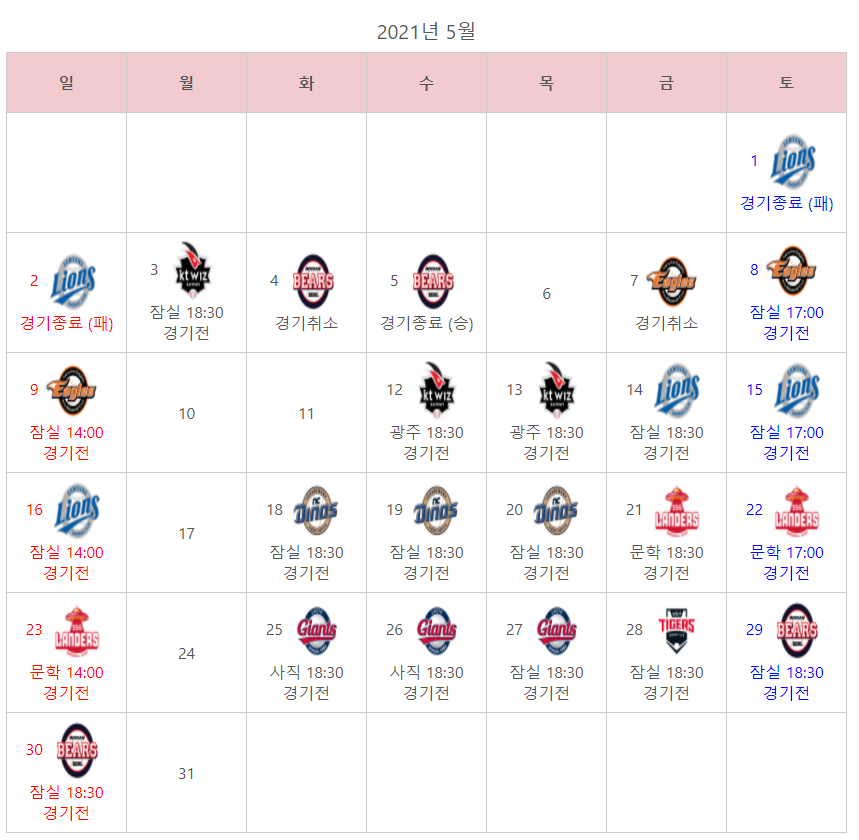 2021년 5월
일 월 화 수 목 금 토
1 Lions
경기종료 (패)
2 Lions
경기종료 (패)
3 kt wiz
잠실 18:30
경기전
4 BEARS
경기취소
5 BEARS
경기종료 (승)
6
7 Eagles
경기취소
8 Eagles
잠실 17:00
경기전
9 Eagles
잠실 14:00
경기전
10
11
12 kt wiz
광주 18:30
경기전
13 kt wiz
광주 18:30
경기전
14 Lions
잠실 18:30
경기전
15 Lions
잠실 17:00
경기전
16 Lions
잠실 14:00
경기전
17
18 NC DINOS
잠실 18:30
경기전
19 NC DINOS
잠실 18:30
경기전
20 NC DINOS
잠실 18:30
경기전
21 SSG LANDERS
문학 18:30
경기전
22 SSG LANDERS
문학 17:00
경기전
23 SSG LANDERS
문학 14:00
경기전
24
25 Giants
사직 18:30
경기전
26 Giants
사직 18:30
경기전
27 Giants
잠실 18:30
경기전
28 TIGERS
잠실 18:30
경기전
29 BEARS
잠실 18:30
경기전
30 BEARS
잠실 18:30
경기전
31